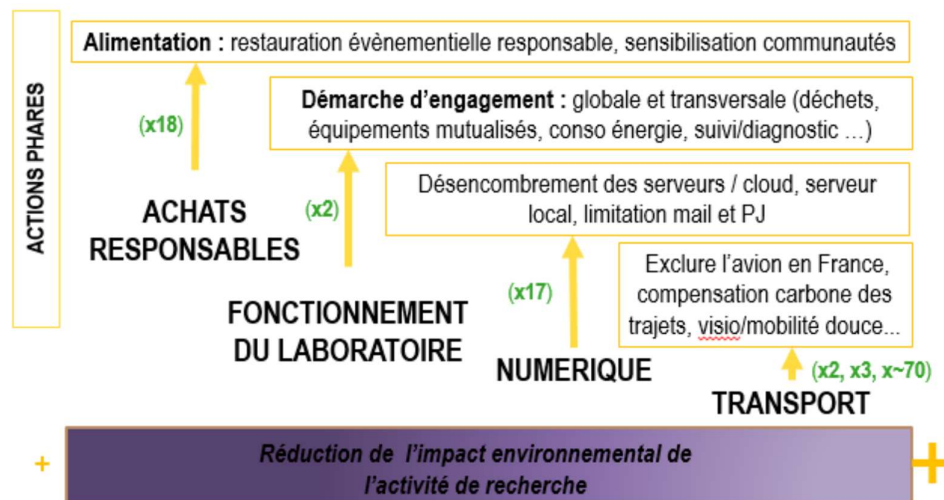 ACTIONS PHARES
Alimentation : restauration évènementielle responsable, sensibilisation communautés
(x18)
Démarche d'engagement : globale et transversale (déchets,
équipements mutualisés, conso énergie, suivi/diagnostic …)
ACHATS
RESPONSABLES
(x2)
Désencombrement des serveurs / cloud, serveur
local, limitation mail et PJ
FONCTIONNEMENT
DU LABORATOIRE
(x17)
Exclure l'avion en France,
compensation carbone des
trajets, visio/mobilité douce...
NUMERIQUE
(x2, x3, x~70)
TRANSPORT
+
Réduction de l'impact environnemental de
l'activité de recherche
+